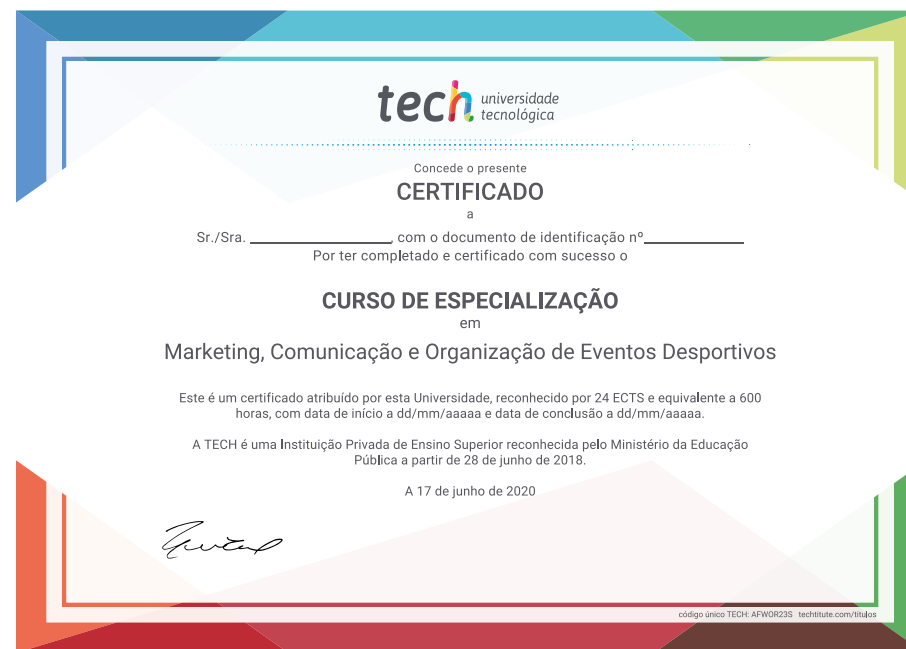 tech universidade
tecnológica
Concede o presente
CERTIFICADO
a
Sr./Sra. ____________, com o documento de identificação nº_________
Por ter completado e certificado com sucesso o
CURSO DE ESPECIALIZAÇÃO
em
Marketing, Comunicação e Organização de Eventos Desportivos
Este é um certificado atribuído por esta Universidade, reconhecido por 24 ECTS e equivalente a 600
horas, com data de início a dd/mm/aaaaa e data de conclusão a dd/mm/aaaaa.
A TECH é uma Instituição Privada de Ensino Superior reconhecida pelo Ministério da Educação
Pública a partir de 28 de junho de 2018.
A 17 de junho de 2020
código único TECH: AFWOR23S techtitute.com/titulos